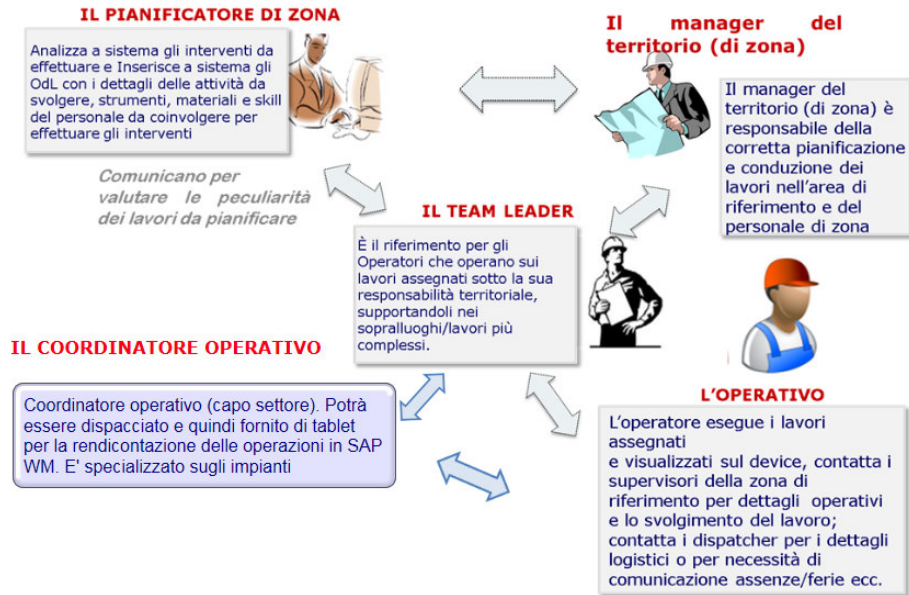 IL PIANIFICATORE DI ZONA
Analizza a sistema gli interventi da
effettuare e Inserisce a sistema gli
OdL con i dettagli delle attività da
svolgere, strumenti, materiali e skill
del personale da coinvolgere per
effettuare gli interventi
Il manager del
territorio (di zona)
Il manager del
territorio (di zona) è
responsabile della
corretta pianificazione
e conduzione dei
lavori nell'area di
riferimento e del
personale di zona
Comunicano per
valutare le peculiarità
dei lavori da pianificare
IL TEAM LEADER
È il riferimento per gli
Operatori che operano sui
lavori assegnati sotto la sua
responsabilità territoriale,
supportandoli nei
sopralluoghi/lavori più
complessi.
IL COORDINATORE OPERATIVO
Coordinatore operativo (capo settore). Potrà
essere dispacciato e quindi fornito di tablet
per la rendicontazione delle operazioni in SAP
WM. E' specializzato sugli impianti
L'OPERATIVO
L'operatore esegue i lavori
assegnati
e visualizzati sul device, contatta i
supervisori della zona di
riferimento per dettagli operativi
e lo svolgimento del lavoro;
contatta i dispatcher per i dettagli
logistici o per necessità di
comunicazione assenze/ferie ecc.